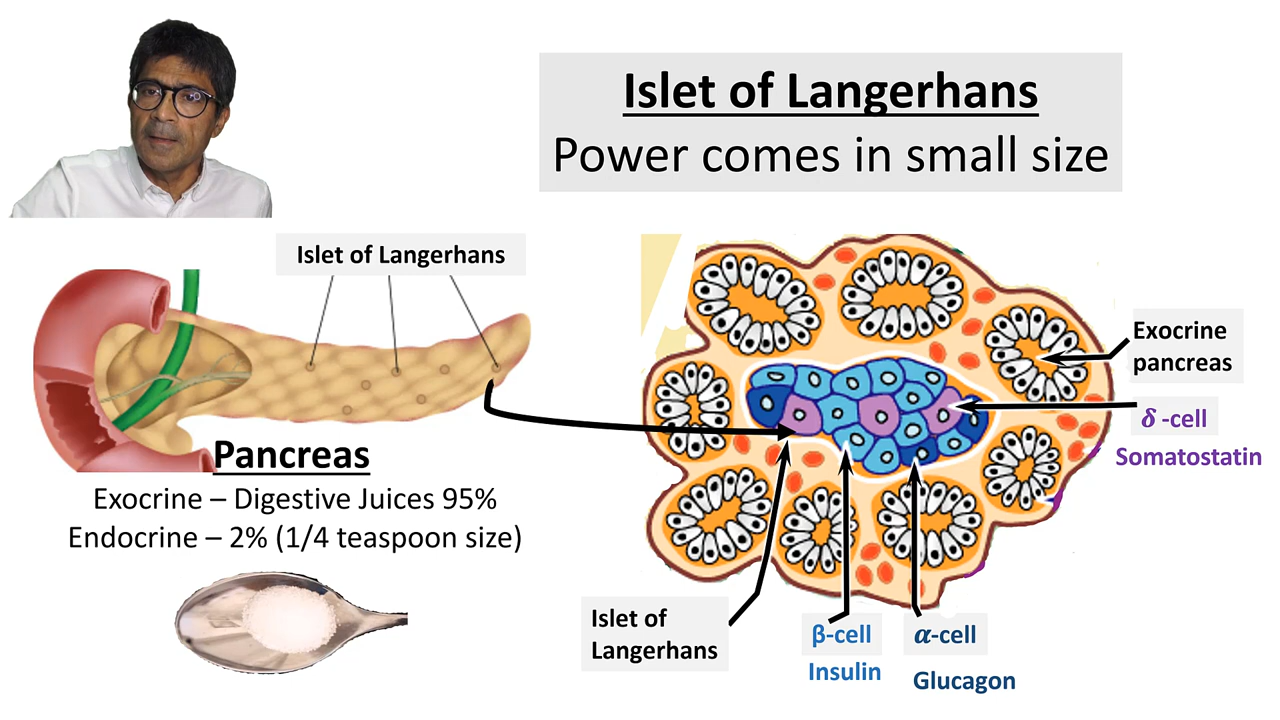 Islet of Langerhans
Power comes in small size
Islet of Langerhans
Pancreas
Exocrine – Digestive Juices 95%
Endocrine – 2% (1/4 teaspoon size)
Exocrine
pancreas
δ -cell
Somatostatin
Islet of
Langerhans
β-cell
Insulin
α-cell
Glucagon